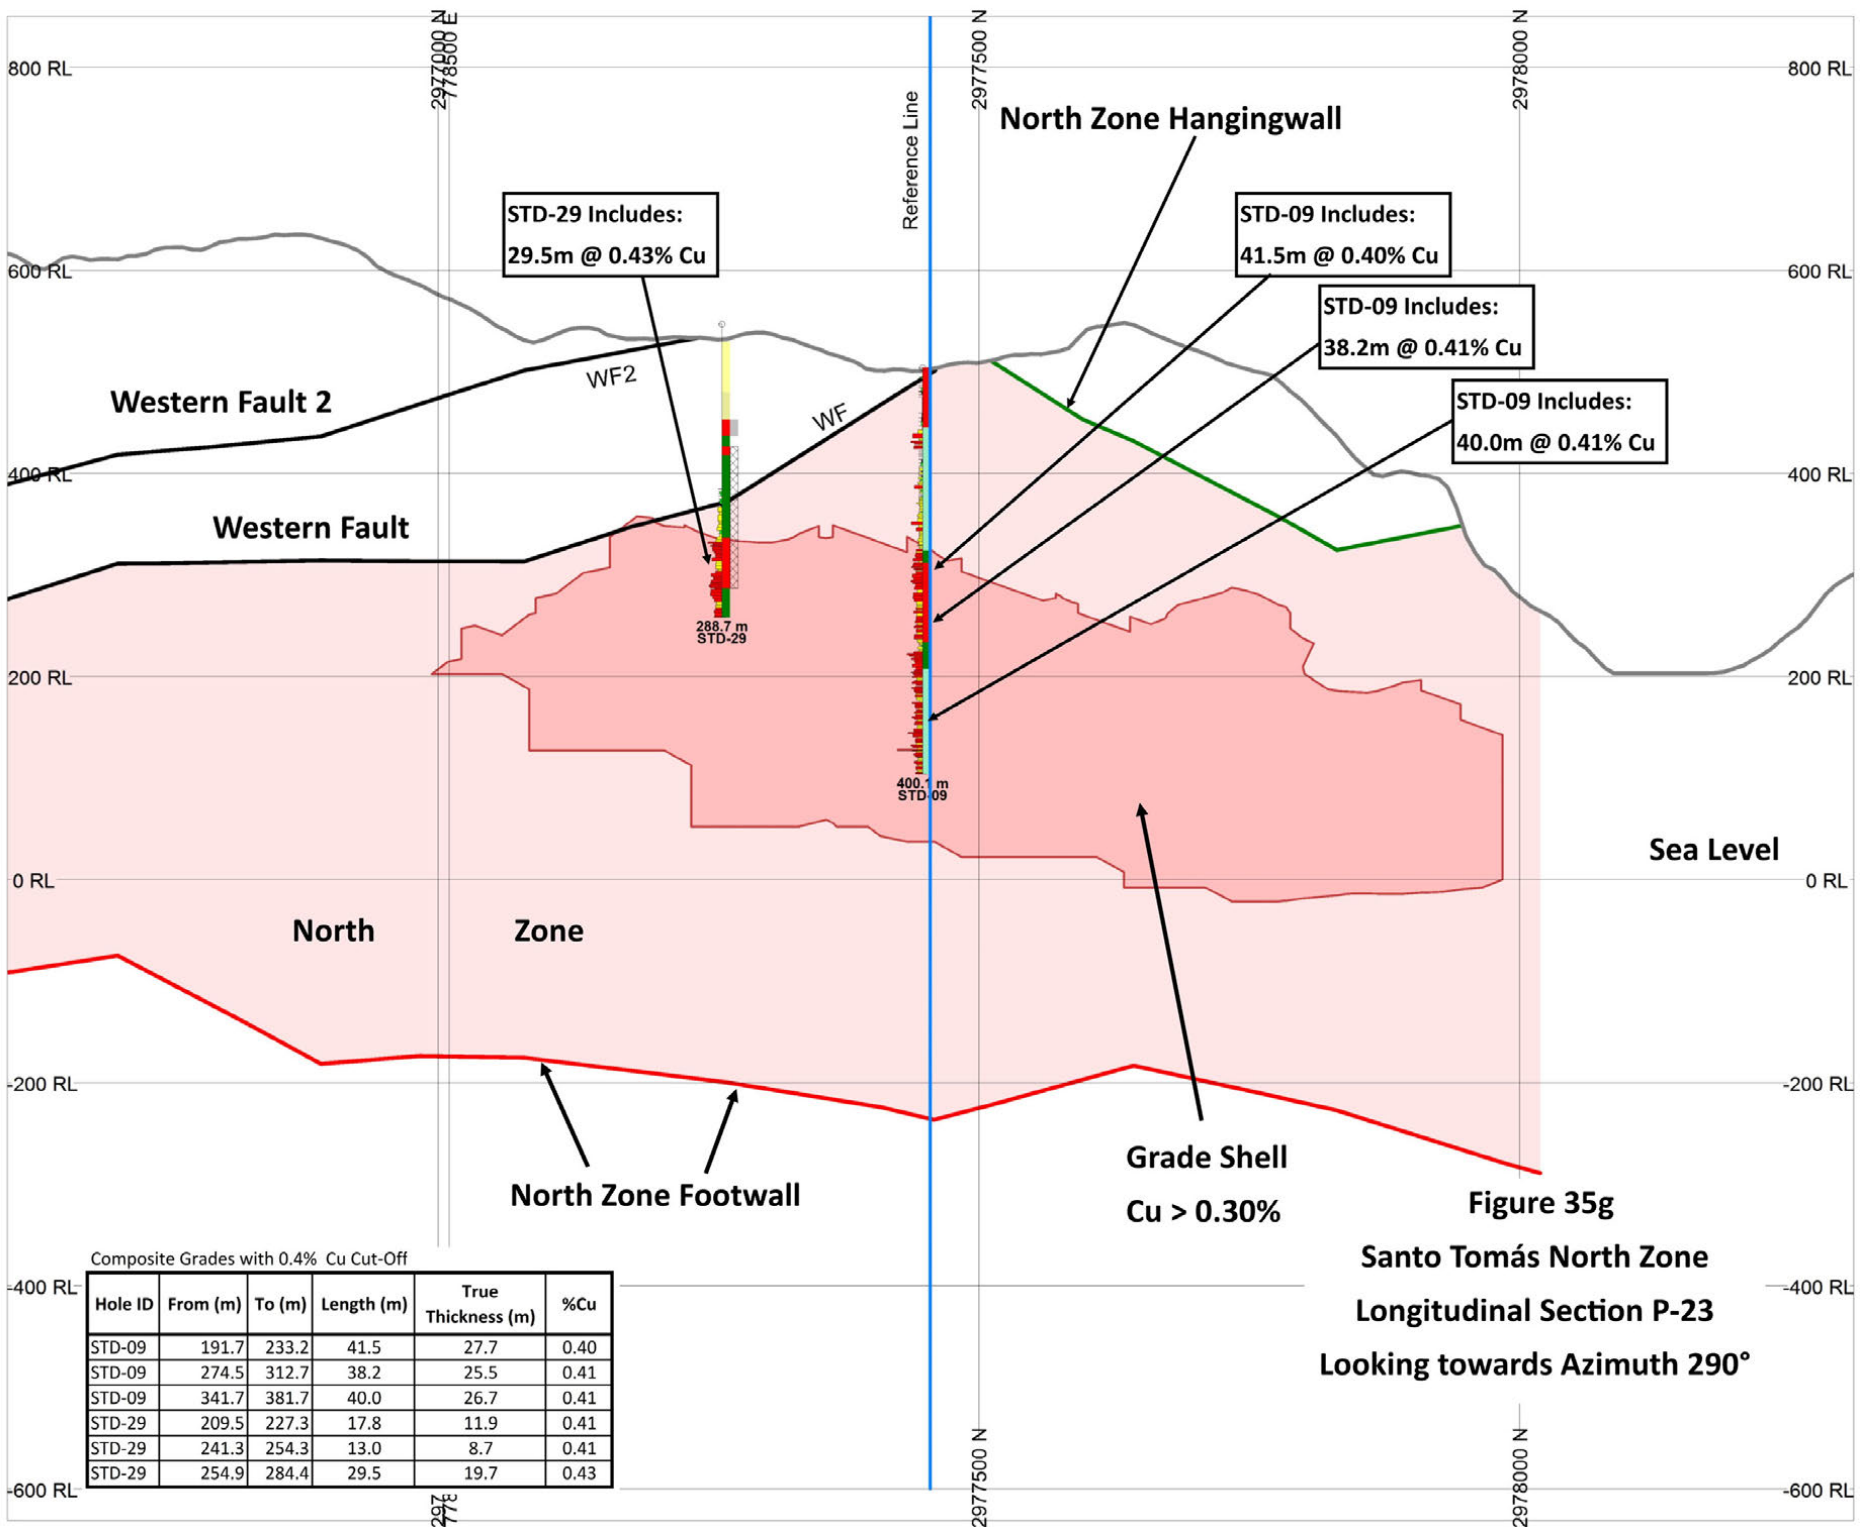 2977000 N
778500 E
2977500 N
2978000 N
800 RL
800 RL
Reference Line
North Zone Hangingwall
STD-29 Includes:
29.5m @ 0.43% Cu
STD-09 Includes:
41.5m @ 0.40% Cu
600 RL
600 RL
STD-09 Includes:
38.2m @ 0.41% Cu
WF2
Western Fault 2
WF
STD-09 Includes:
40.0m @ 0.41% Cu
400 RL
400 RL
Western Fault
288.7 m
STD-29
200 RL
200 RL
400.1 m
STD-09
Sea Level
0 RL
0 RL
North Zone
-200 RL
-200 RL
Grade Shell
Cu > 0.30%
North Zone Footwall
Figure 35g
Santo Tomás North Zone
Longitudinal Section P-23
Looking towards Azimuth 290°
Composite Grades with 0.4% Cu Cut-Off
-400 RL
-400 RL
Hole ID From (m) To (m) Length (m) True Thickness (m) %Cu
STD-09 191.7 233.2 41.5 27.7 0.40
STD-09 274.5 312.7 38.2 25.5 0.41
STD-09 341.7 381.7 40.0 26.7 0.41
STD-29 209.5 227.3 17.8 11.9 0.41
STD-29 241.3 254.3 13.0 8.7 0.41
STD-29 254.9 284.4 29.5 19.7 0.43
-600 RL
-600 RL
2977500 N
2978000 N